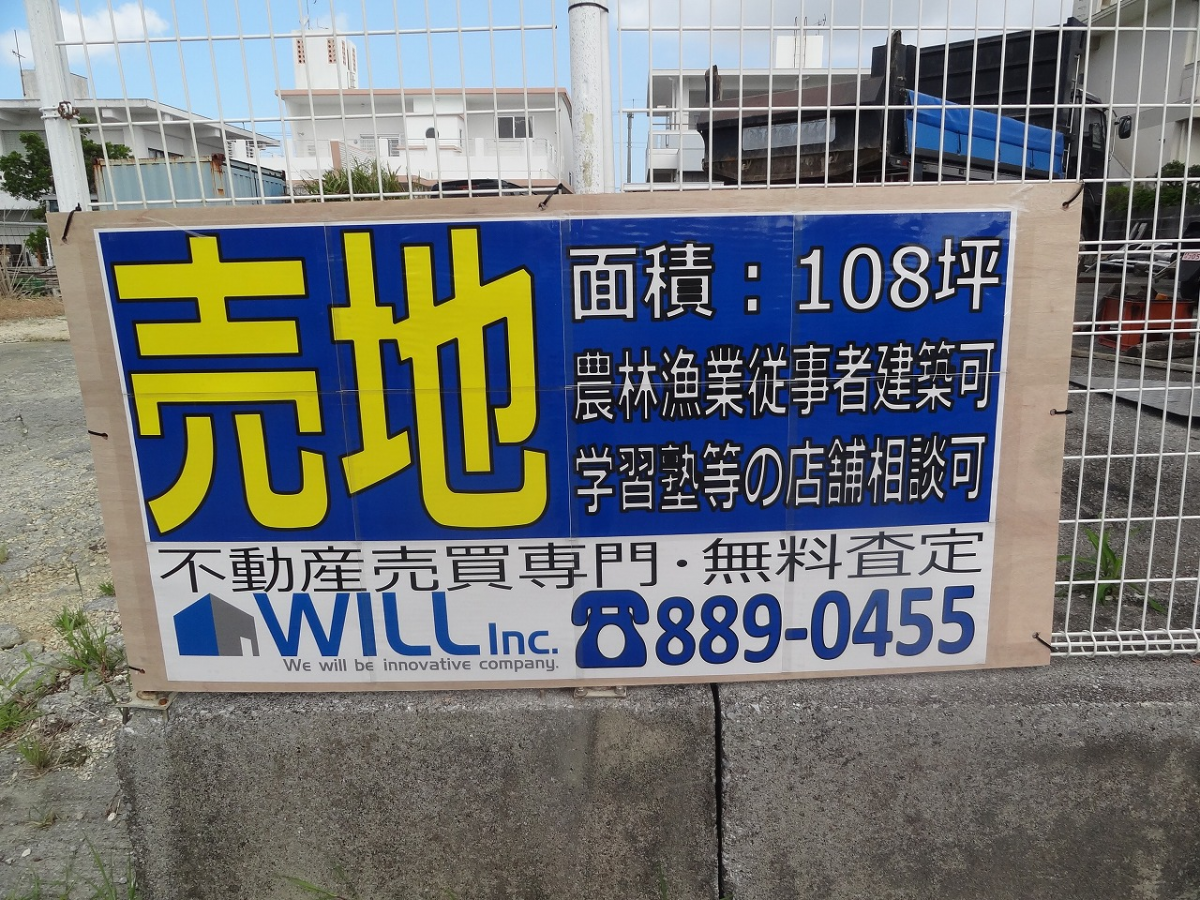 売地
面積：108坪
農林漁業従事者建築可
学習塾等の店舗相談可
不動産売買専門・無料査定
WILL Inc.
We will be innovative company.
☎889-0455